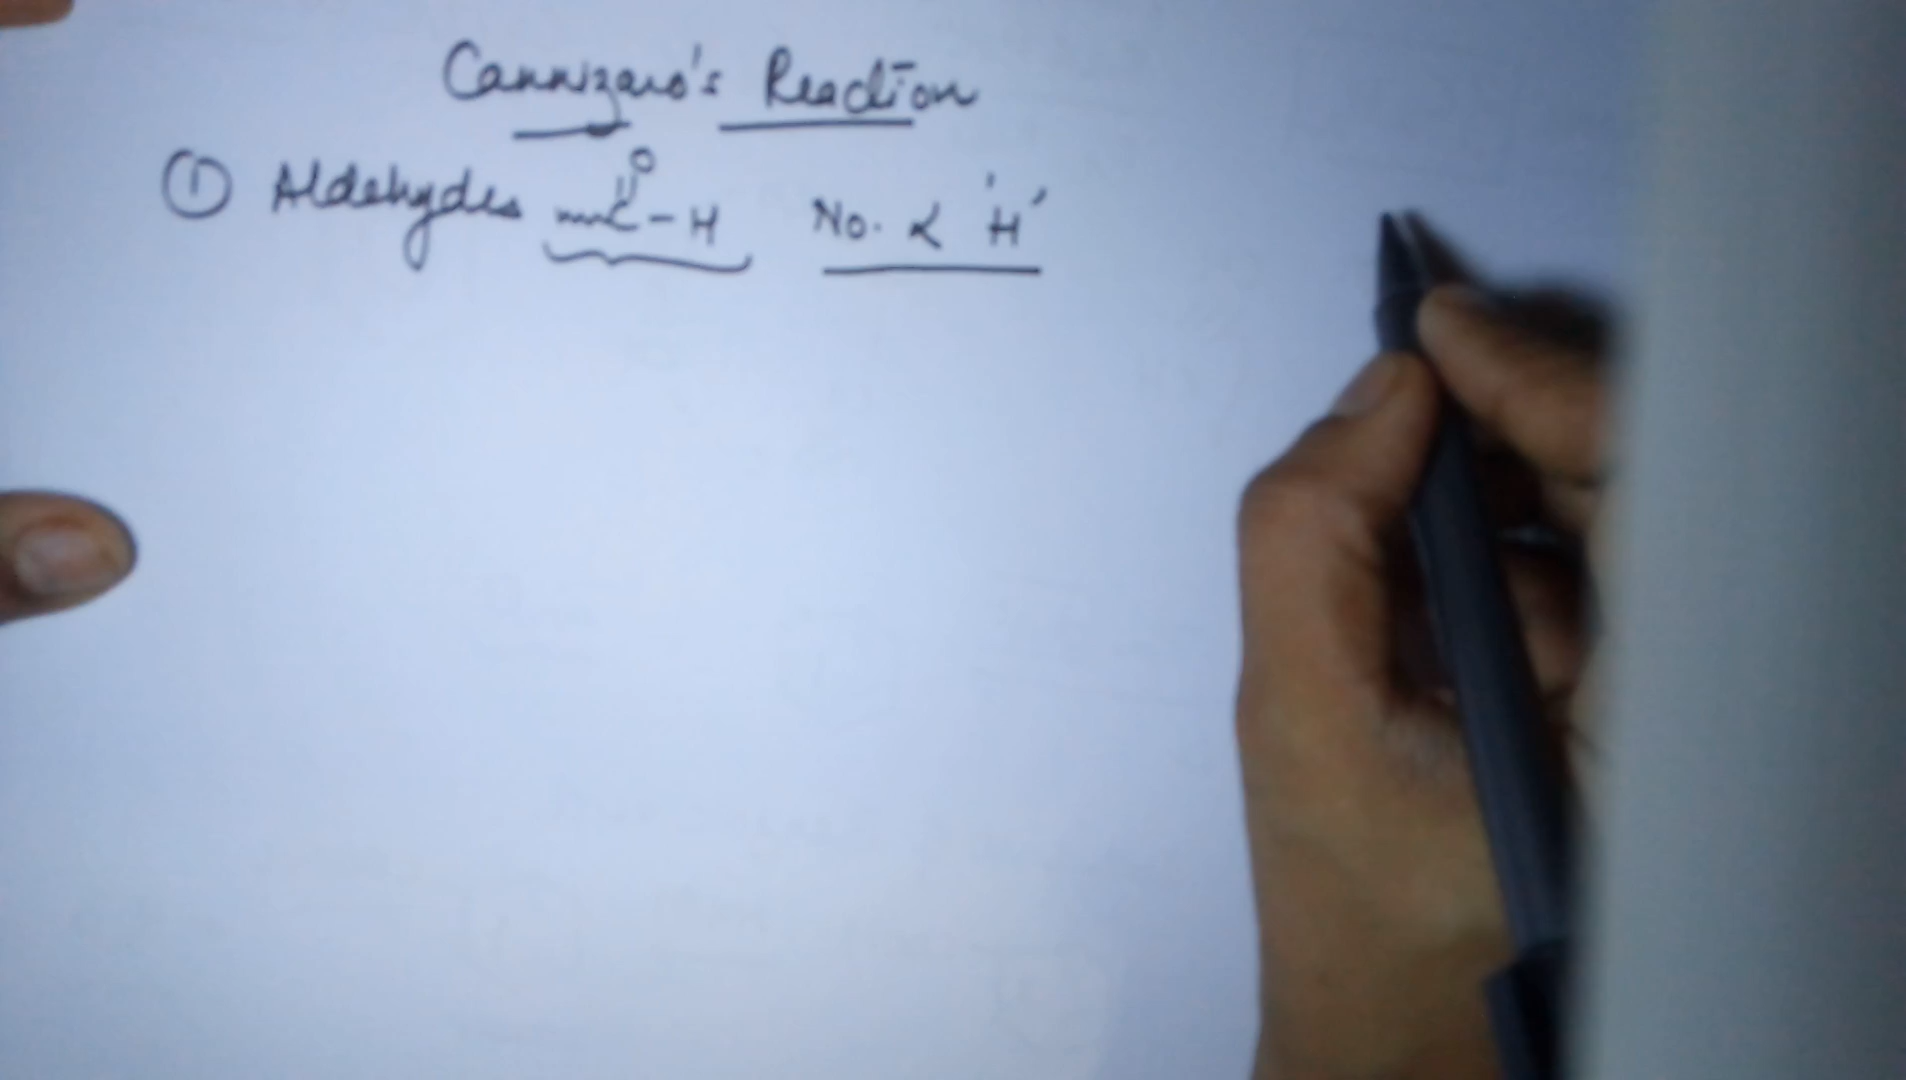 Cannizaro's Reaction
① Aldehydes C-H No. α 'H'
O